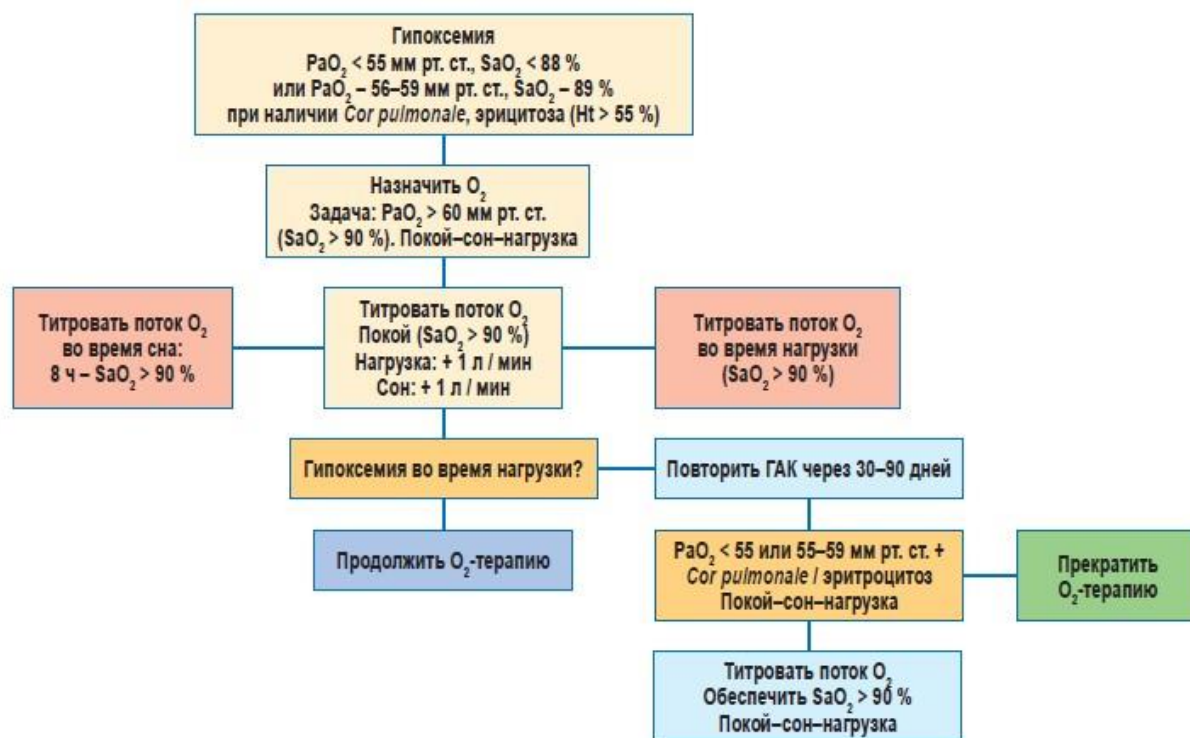 Гипоксемия
PaO₂ < 55 мм рт. ст., SaO₂ < 88 %
или PaO₂ – 56–59 мм рт. ст., SaO₂ – 89 %
при наличии Cor pulmonale, эрицитоза (Ht > 55 %)
Назначить O₂
Задача: PaO₂ > 60 мм рт. ст.
(SaO₂ > 90 %). Покой–сон–нагрузка
Титровать поток O₂
во время сна:
8 ч – SaO₂ > 90 %
Титровать поток O₂
Покой (SaO₂ > 90 %)
Нагрузка: + 1 л / мин
Сон: + 1 л / мин
Титровать поток O₂
во время нагрузки
(SaO₂ > 90 %)
Гипоксемия во время нагрузки?
Повторить ГАК через 30–90 дней
Продолжить O₂-терапию
PaO₂ < 55 или 55–59 мм рт. ст. +
Cor pulmonale / эритроцитоз
Покой–сон–нагрузка
Прекратить
O₂-терапию
Титровать поток O₂
Обеспечить SaO₂ > 90 %
Покой–сон–нагрузка